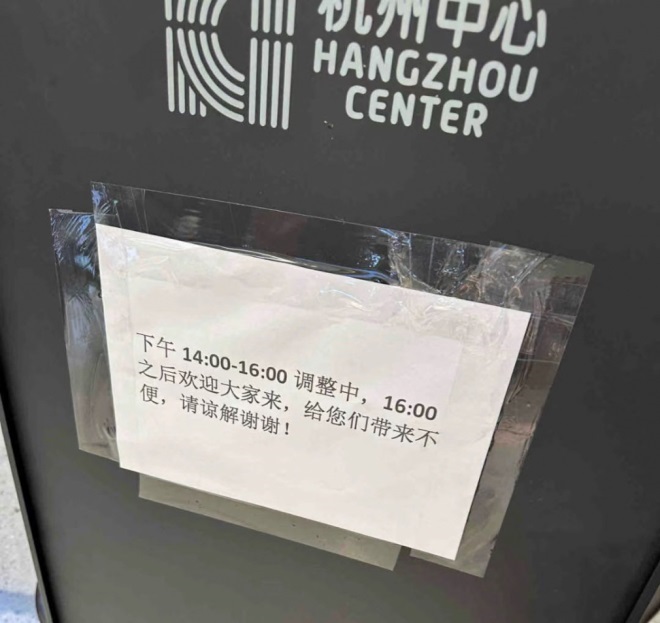 杭州中心
HANGZHOU
CENTER
下午 14:00-16:00 调整中，16:00
之后欢迎大家来，给您们带来不
便，请谅解谢谢！